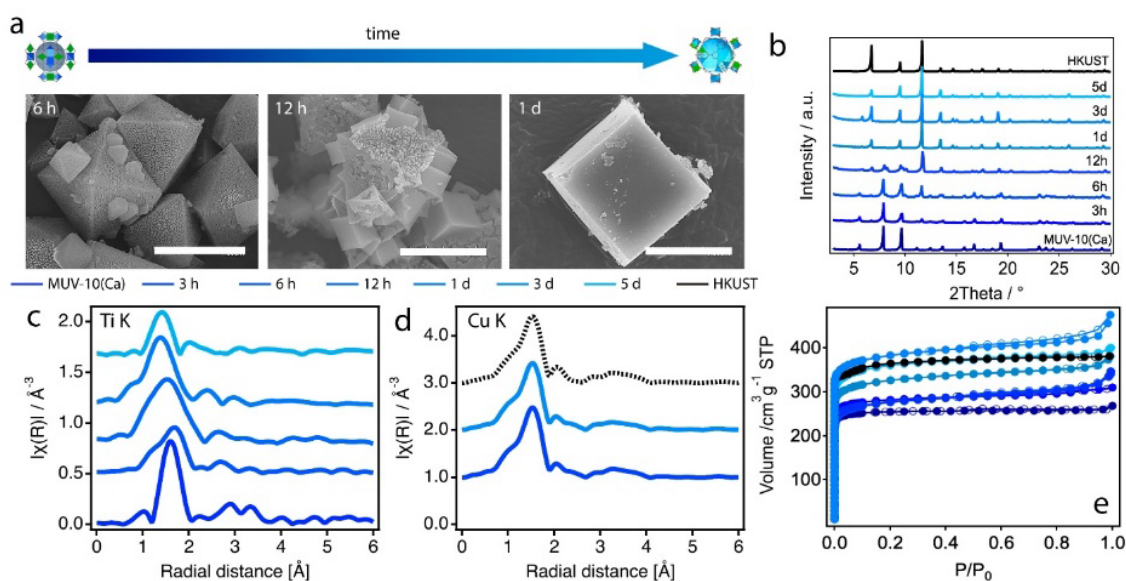 a
time
6 h
12 h
1 d
b
HKUST
5d
3d
1d
12h
6h
3h
MUV-10(Ca)
Intensity / a.u.
3 5 10 15 20 25 30
2Theta / °
MUV-10(Ca) 3 h 6 h 12 h 1 d 3 d 5 d HKUST
c
Ti K
2.0
1.5
1.0
0.5
0.0
Iχ(R)I / Å⁻³
0 1 2 3 4 5 6
Radial distance [Å]
d
Cu K
4.0
3.0
2.0
1.0
0.0
Iχ(R)I / Å⁻³
0 1 2 3 4 5 6
Radial distance [Å]
400
300
200
100
Volume /cm³ g⁻¹ STP
e
0.0 0.2 0.4 0.6 0.8 1.0
P/P₀